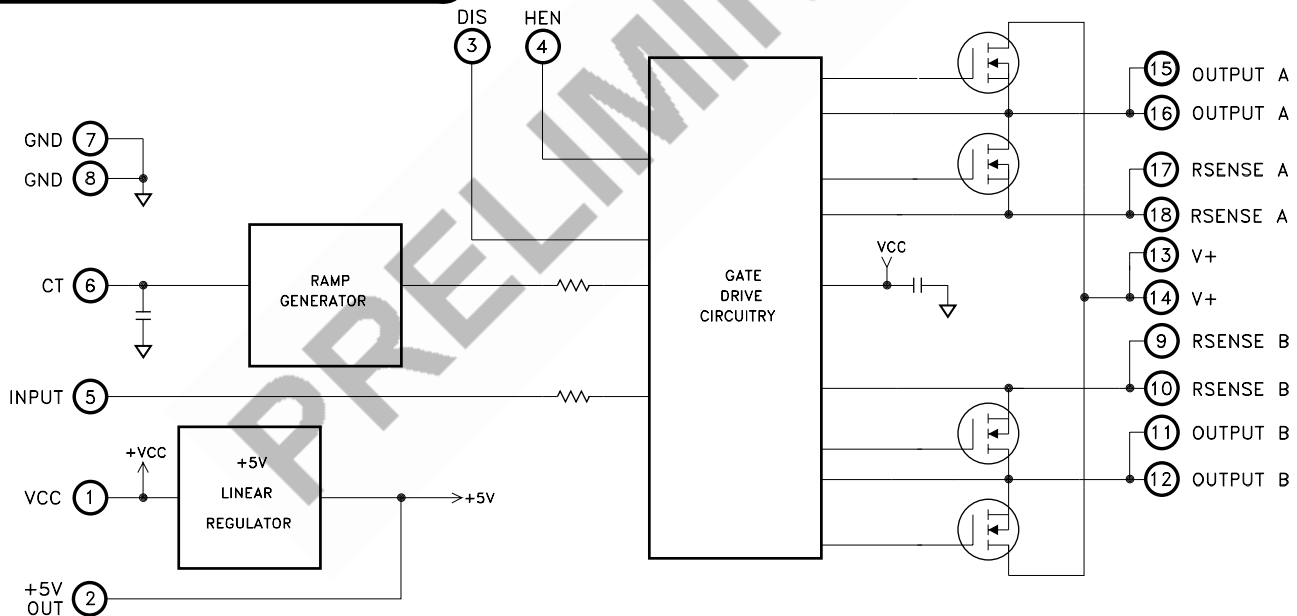 PRELIMIN
DIS
3
HEN
4
GND 7
GND 8
CT 6
INPUT 5
+VCC
VCC 1
+5V
OUT 2
RAMP
GENERATOR
+5V
LINEAR
REGULATOR
+5V
GATE
DRIVE
CIRCUITRY
VCC
15 OUTPUT A
16 OUTPUT A
17 RSENSE A
18 RSENSE A
13 V+
14 V+
9 RSENSE B
10 RSENSE B
11 OUTPUT B
12 OUTPUT B